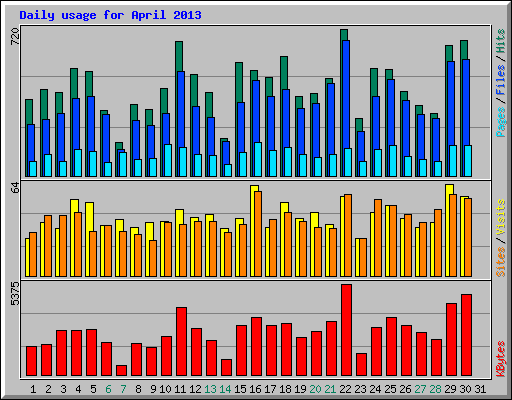 Daily usage for April 2013
720
Pages / Files / Hits
64
Sites / Visits
5375
KBytes
1 2 3 4 5 6 7 8 9 10 11 12 13 14 15 16 17 18 19 20 21 22 23 24 25 26 27 28 29 30 31